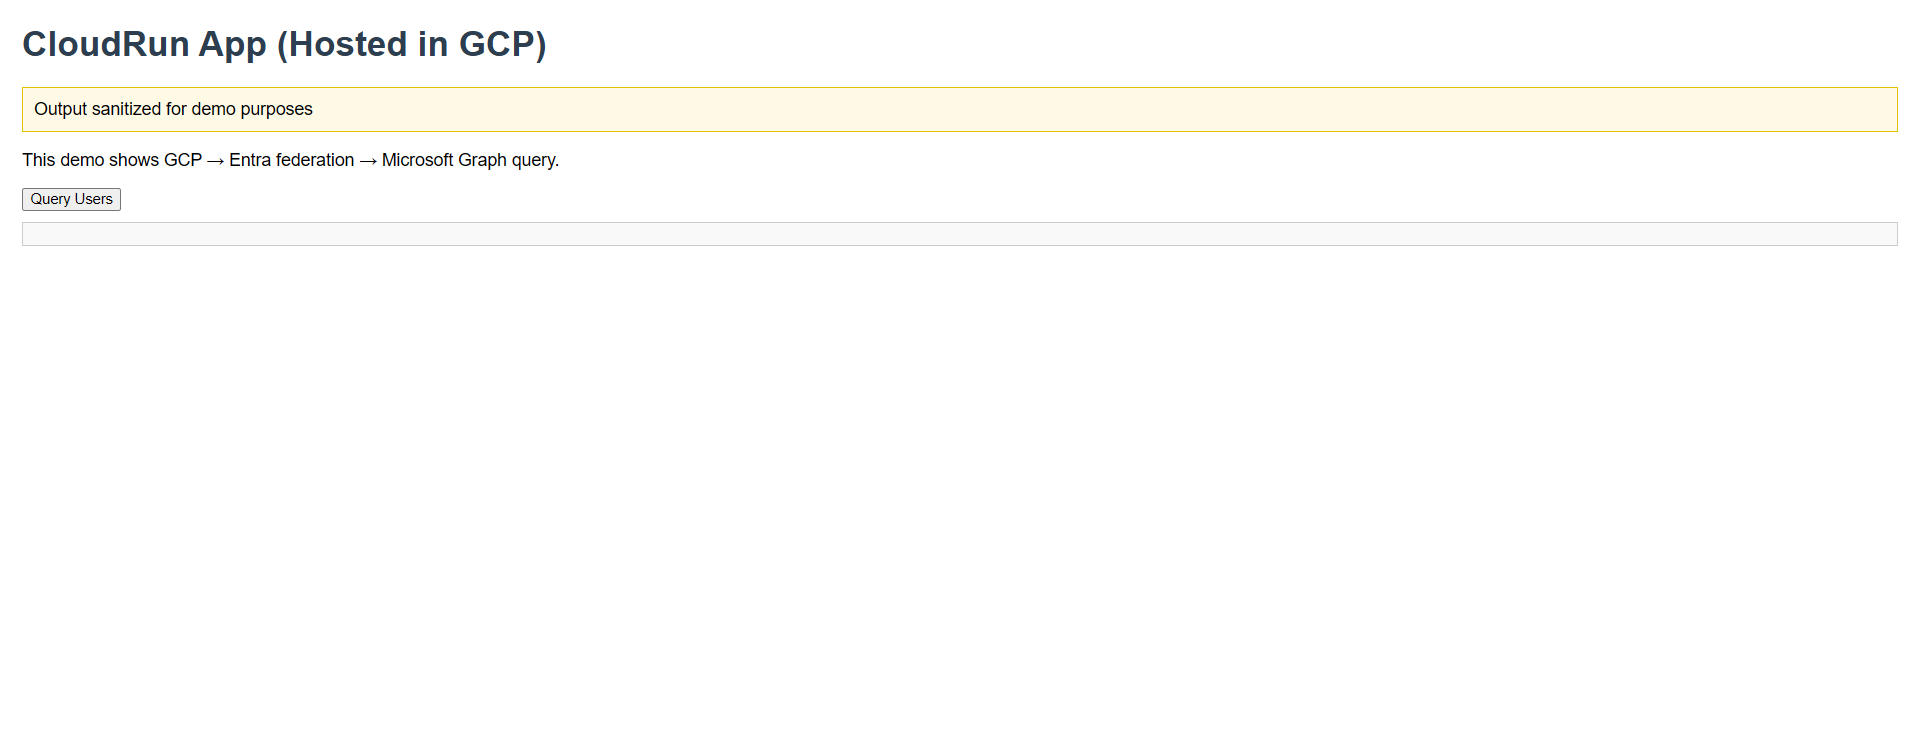 CloudRun App (Hosted in GCP)
Output sanitized for demo purposes
This demo shows GCP → Entra federation → Microsoft Graph query.
Query Users